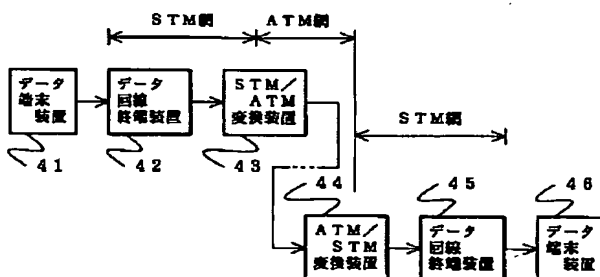 STM網
ATM網
データ
端末
装置
データ
回線
終端装置
STM/
ATM
変換装置
41
42
43
STM網
44
45
46
ATM/
STM
変換装置
データ
回線
終端装置
データ
端末
装置